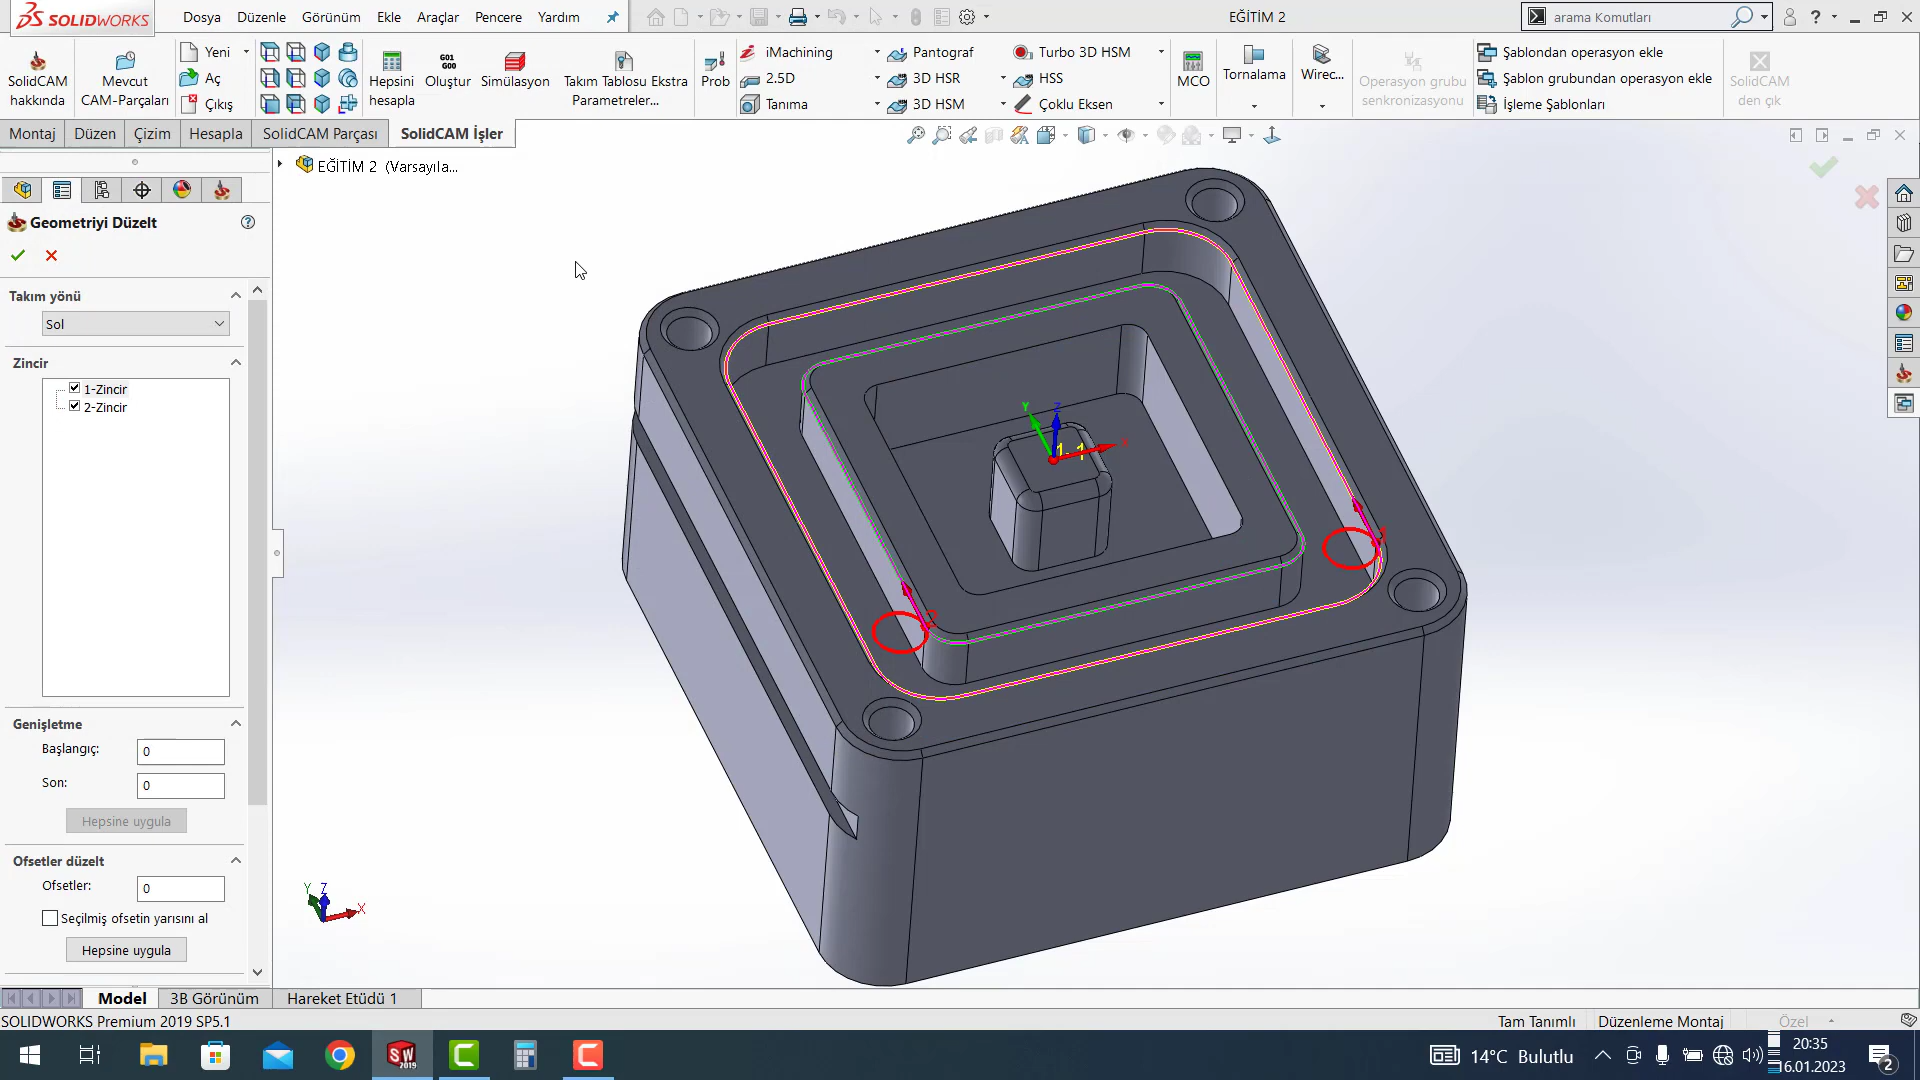 SOLIDWORKS
Dosya Düzenle Görünüm Ekle Araçlar Pencere Yardım
EĞİTİM 2
arama Komutları
SolidCAM hakkında
Mevcut CAM-Parçaları
Yeni
Aç
Çıkış
Hepsini hesapla
G01 G00
Oluştur
Simülasyon
Takım Tablosu Ekstra Parametreler...
Prob
iMachining
2.5D
Tanıma
Pantograf
3D HSR
3D HSM
Turbo 3D HSM
HSS
Çoklu Eksen
MCO
Tornalama
Wirec...
Operasyon grubu senkronizasyonu
Şablondan operasyon ekle
Şablon grubundan operasyon ekle
İşleme Şablonları
SolidCAM den çık
Montaj Düzen Çizim Hesapla SolidCAM Parçası SolidCAM İşler
EĞİTİM 2 (Varsayıla...
Geometriyi Düzelt
Takım yönü
Sol
Zincir
1-Zincir
2-Zincir
Genişletme
Başlangıç: 0
Son: 0
Hepsine uygula
Ofsetler düzelt
Ofsetler: 0
Seçilmiş ofsetin yarısını al
Hepsine uygula
Y Z
X
Y Z
Model 3B Görünüm Hareket Etüdü 1
SOLIDWORKS Premium 2019 SP5.1
Tam Tanımlı Düzenleme Montaj Özel
14°C Bulutlu
20:35
16.01.2023
2